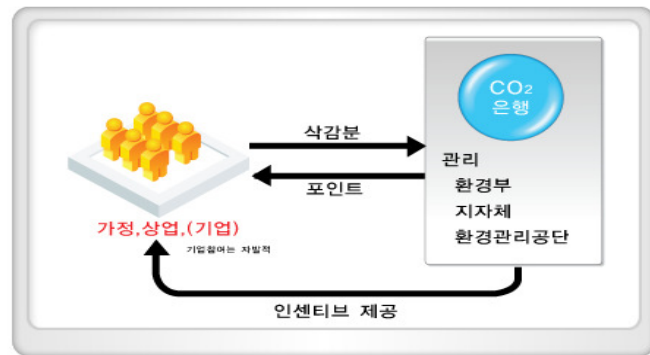 CO₂
은행
삭감분
관리
포인트
환경부
지자체
가정,상업,(기업)
환경관리공단
기업참여는 자발적
인센티브 제공